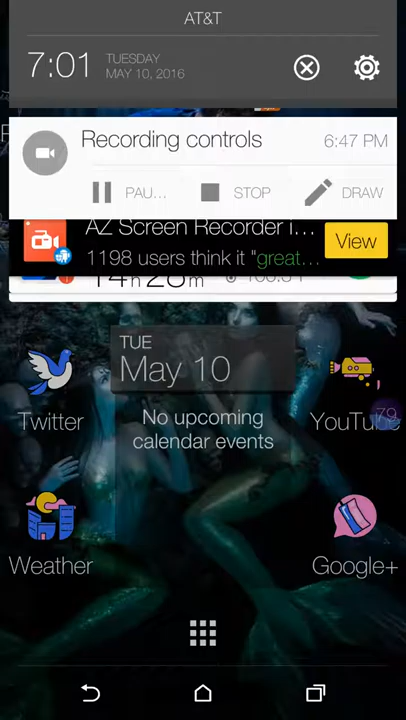 AT&T
7:01
TUESDAY
MAY 10, 2016
Recording controls 6:47 PM
PAU... STOP DRAW
AZ Screen Recorder i...
1198 users think it "great...
View
TUE
May 10
No upcoming
calendar events
Twitter
YouTube
79
Weather
Google+